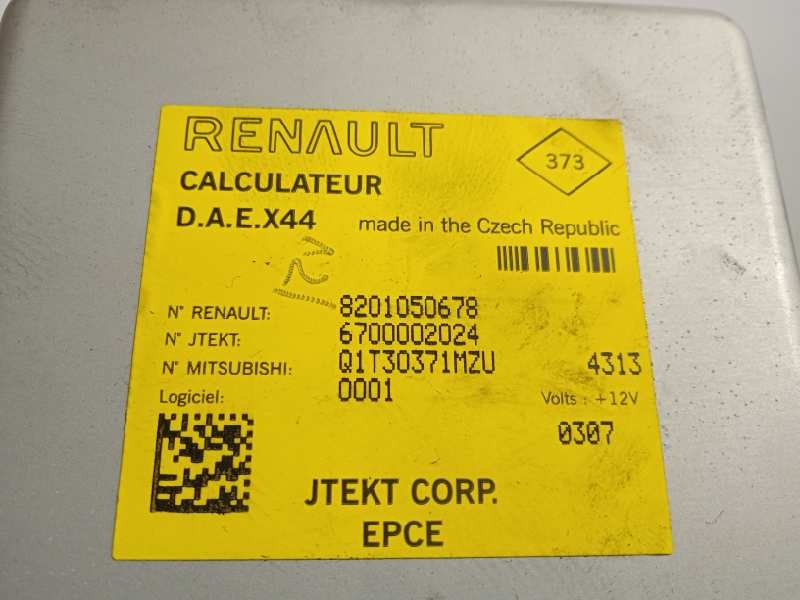 RENAULT
373
CALCULATEUR
D.A.E.X44 made in the Czech Republic
N° RENAULT: 8201050678
N° JTEKT: 6700002024
N° MITSUBISHI: Q1T30371MZU 4313
Logiciel: 0001 Volts : +12V
0307
JTEKT CORP.
EPCE